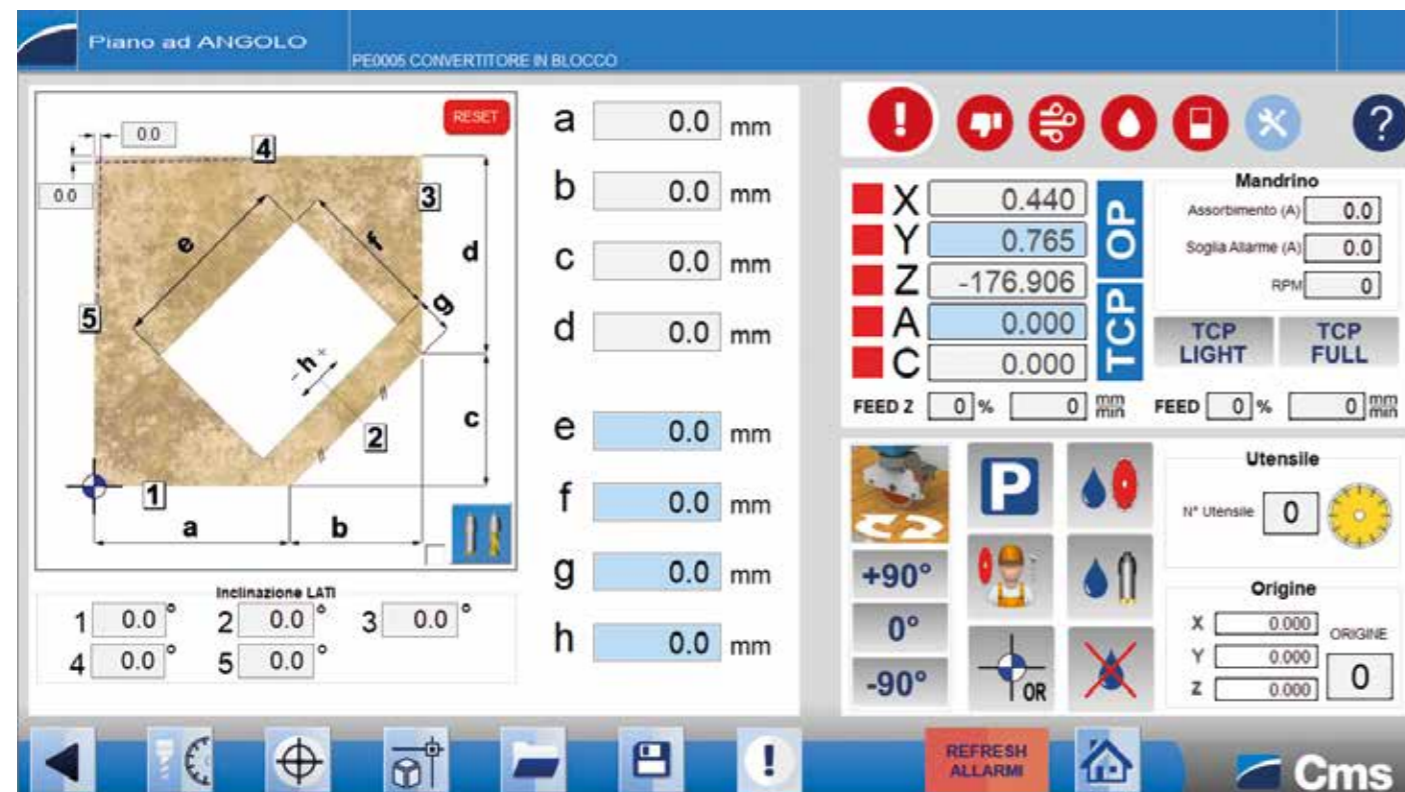 Piano ad ANGOLO
PE0005 CONVERTITORE IN BLOCCO
RESET
0.0
0.0
4
3
5
e
f
d
g
- h +
2
c
1
a
b
a 0.0 mm
b 0.0 mm
c 0.0 mm
d 0.0 mm
e 0.0 mm
f 0.0 mm
g 0.0 mm
h 0.0 mm
Inclinazione LATI
1 0.0 ° 2 0.0 ° 3 0.0 °
4 0.0 ° 5 0.0 °
!
?
X 0.440
Y 0.765
Z -176.906
A 0.000
C 0.000
OP
TCP
Mandrino
Assorbimento (A) 0.0
Soglia Allarme (A) 0.0
RPM 0
TCP LIGHT
TCP FULL
FEED Z 0 % 0 mm min
FEED 0 % 0 mm min
+90°
0°
-90°
P
OR
Utensile
N° Utensile 0
Origine
X 0.000
Y 0.000
Z 0.000
ORIGINE
0
!
REFRESH
ALLARMI
Cms